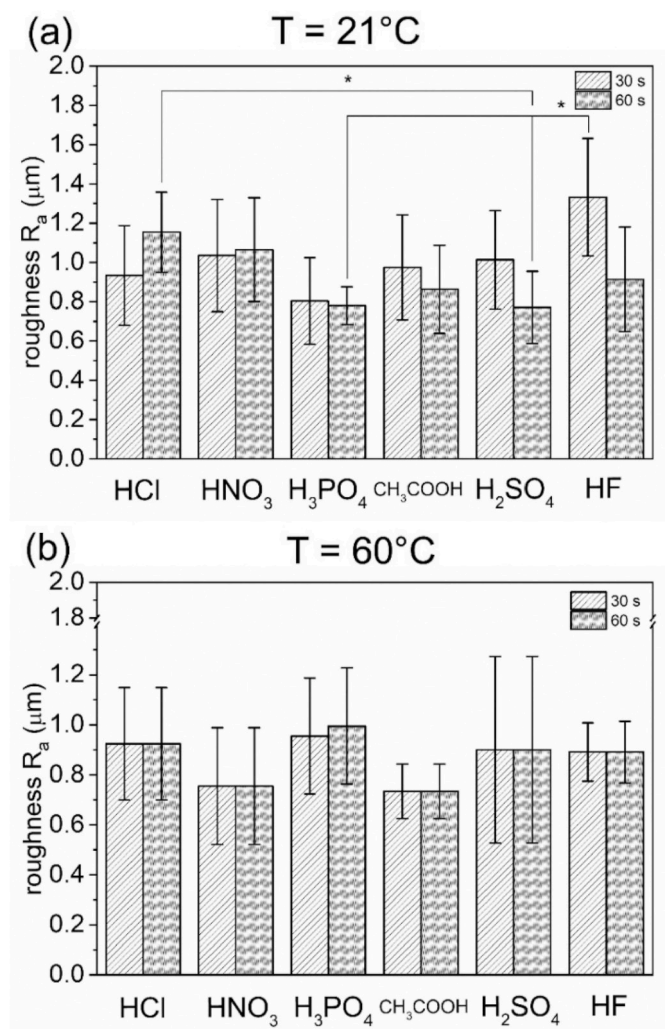 (a) T = 21°C
2.0
1.8
1.6
1.4
1.2
1.0
0.8
0.6
0.4
0.2
0.0
roughness Rₐ (μm)
*
*
30 s
60 s
HCl HNO₃ H₃PO₄ CH₃COOH H₂SO₄ HF
(b) T = 60°C
2.0
1.8
1.2
1.0
0.8
0.6
0.4
0.2
0.0
roughness Rₐ (μm)
30 s
60 s
HCl HNO₃ H₃PO₄ CH₃COOH H₂SO₄ HF